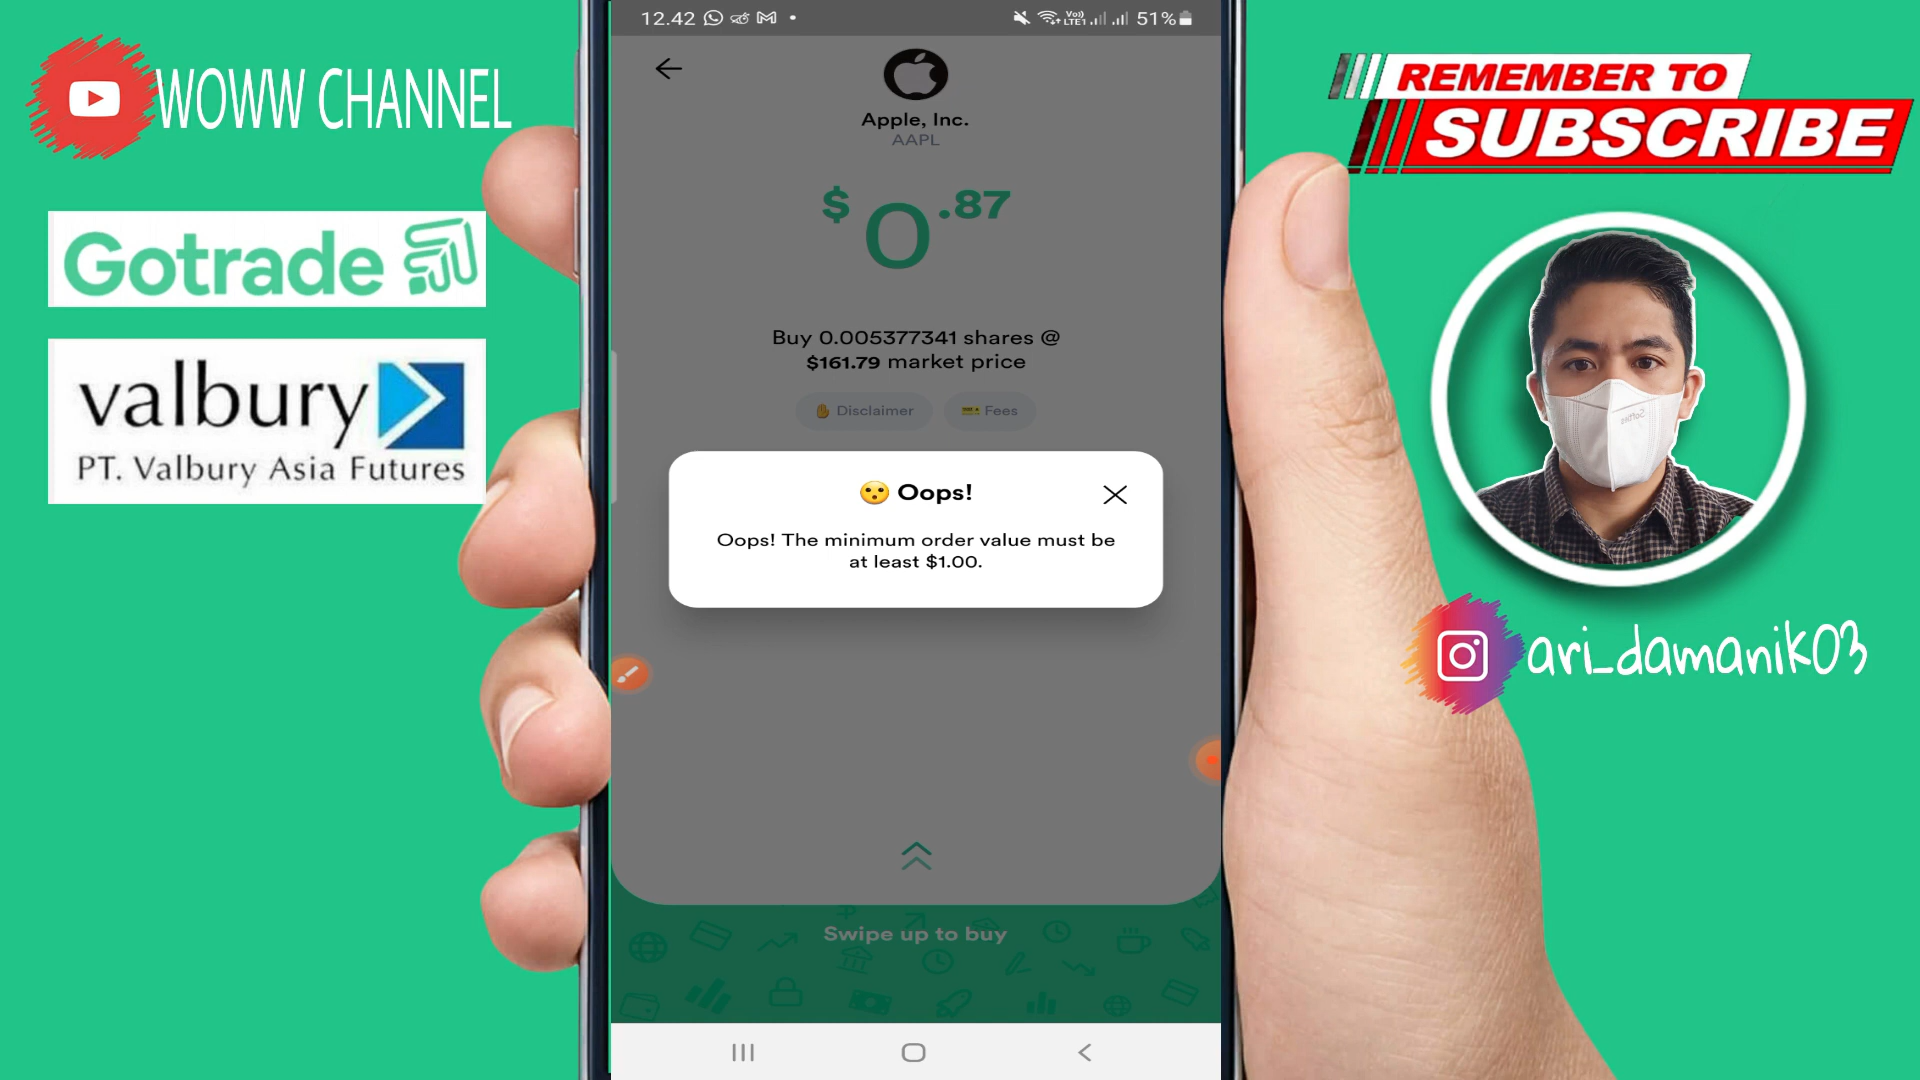 WOWW CHANNEL
Gotrade
valbury
PT. Valbury Asia Futures
12.42
Vo))
LTE1
51%
Apple, Inc.
AAPL
$0.87
Buy 0.005377341 shares @
$161.79 market price
Disclaimer
Fees
😮 Oops!
Oops! The minimum order value must be
at least $1.00.
Swipe up to buy
REMEMBER TO
SUBSCRIBE
ari_damanik03